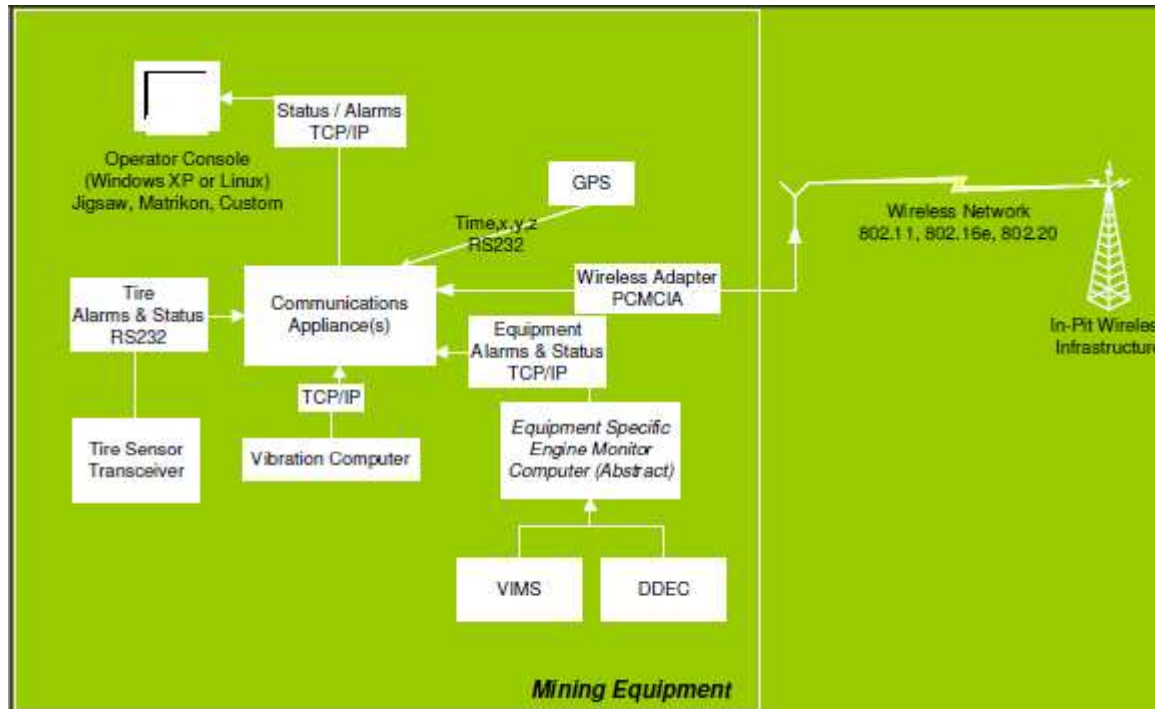 Status / Alarms
TCP/IP
Operator Console
(Windows XP or Linux)
Jigsaw, Matrikon, Custom
GPS
Time,x,y,z
RS232
Wireless Network
802.11, 802.16e, 802.20
Wireless Adapter
PCMCIA
Tire
Alarms & Status
RS232
Communications
Appliance(s)
Equipment
Alarms & Status
TCP/IP
In-Pit Wireles
Infrastructure
TCP/IP
Tire Sensor
Transceiver
Vibration Computer
Equipment Specific
Engine Monitor
Computer (Abstract)
VIMS
DDEC
Mining Equipment